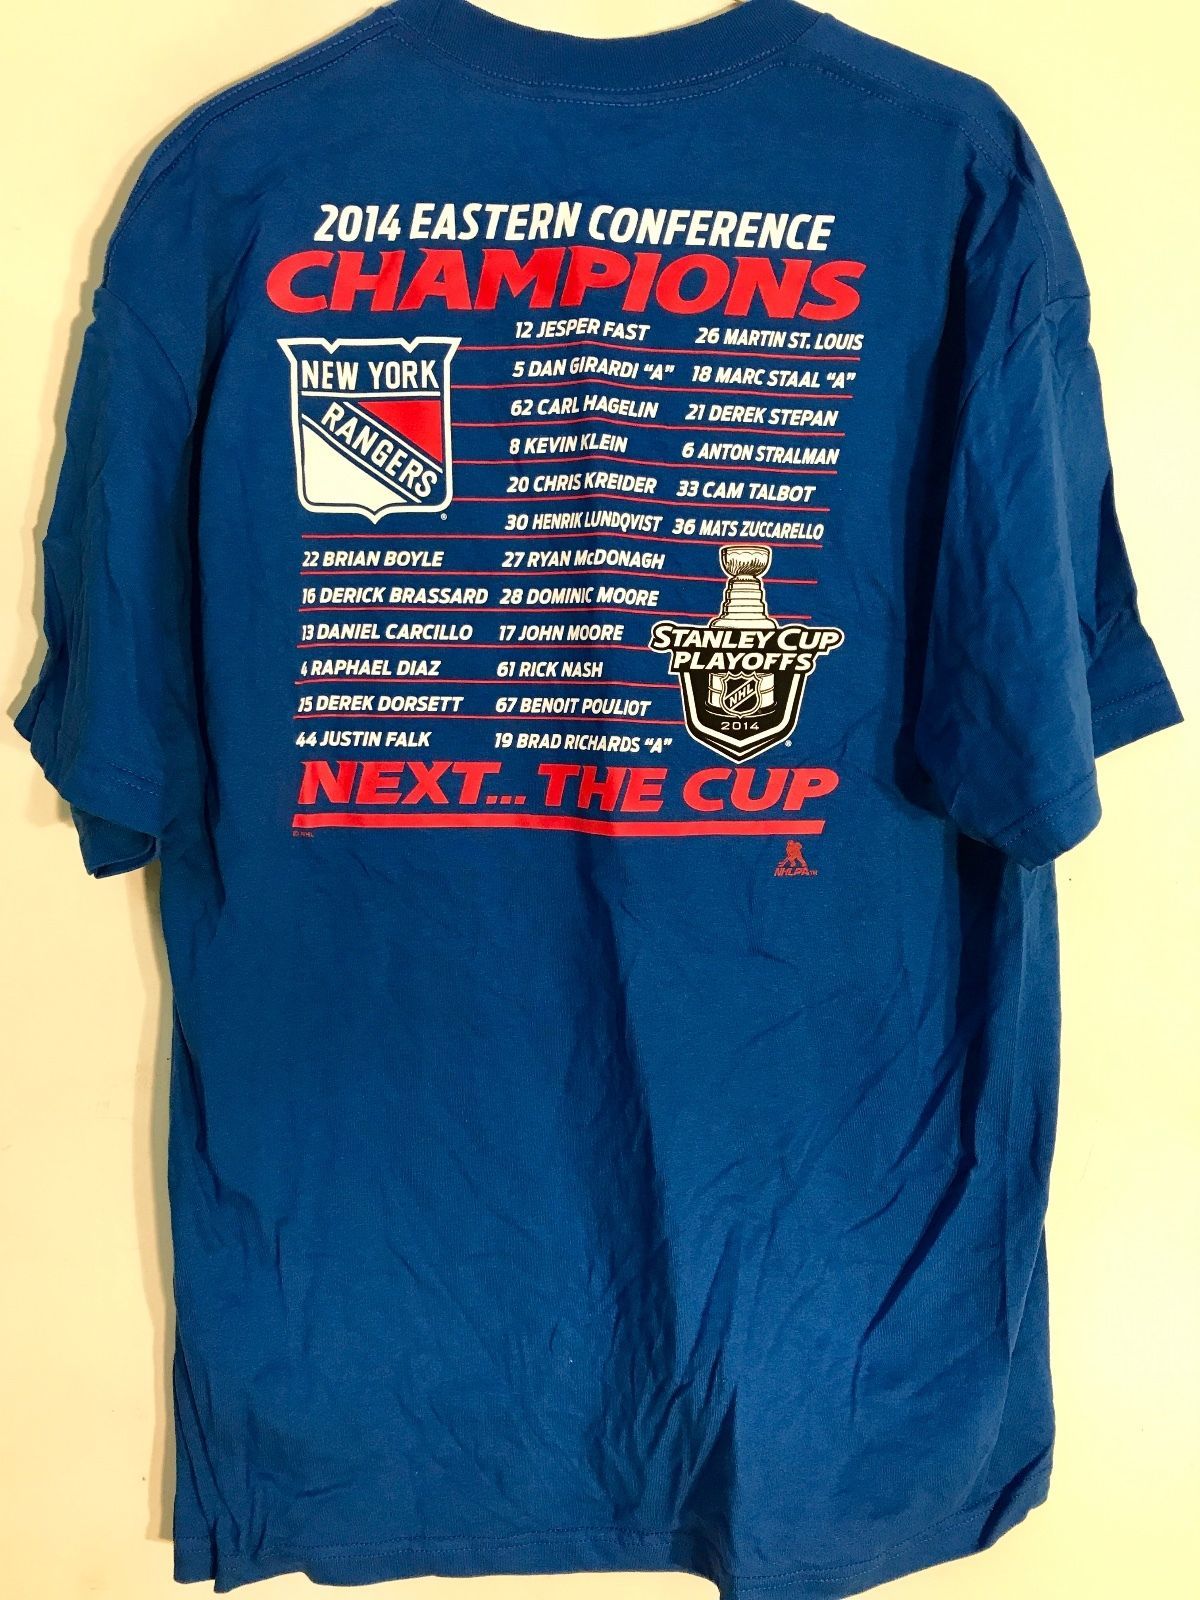 2014 EASTERN CONFERENCE
CHAMPIONS
NEW YORK
RANGERS
®
12 JESPER FAST 26 MARTIN ST. LOUIS
5 DAN GIRARDI "A" 18 MARC STAAL "A"
62 CARL HAGELIN 21 DEREK STEPAN
8 KEVIN KLEIN 6 ANTON STRALMAN
20 CHRIS KREIDER 33 CAM TALBOT
30 HENRIK LUNDQVIST 36 MATS ZUCCARELLO
22 BRIAN BOYLE 27 RYAN McDONAGH
16 DERICK BRASSARD 28 DOMINIC MOORE
13 DANIEL CARCILLO 17 JOHN MOORE
4 RAPHAEL DIAZ 61 RICK NASH
15 DEREK DORSETT 67 BENOIT POULIOT
44 JUSTIN FALK 19 BRAD RICHARDS "A"
STANLEY CUP
PLAYOFFS
NHL
2014
®
NEXT... THE CUP
© NHL
NHLPA™